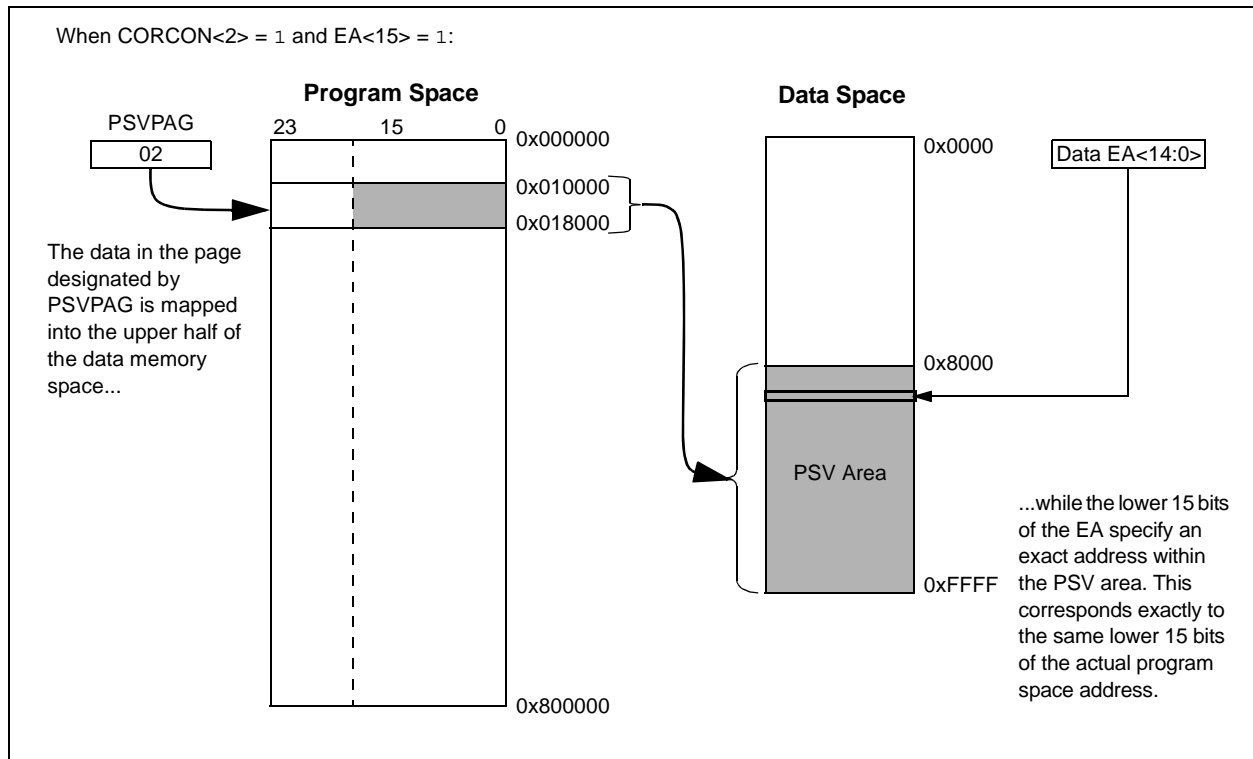 When CORCON<2> = 1 and EA<15> = 1:
Program Space
Data Space
PSVPAG
02
23 15 0
0x000000
0x010000
0x018000
0x800000
The data in the page
designated by
PSVPAG is mapped
into the upper half of
the data memory
space...
0x0000
0x8000
0xFFFF
PSV Area
Data EA<14:0>
...while the lower 15 bits
of the EA specify an
exact address within
the PSV area. This
corresponds exactly to
the same lower 15 bits
of the actual program
space address.